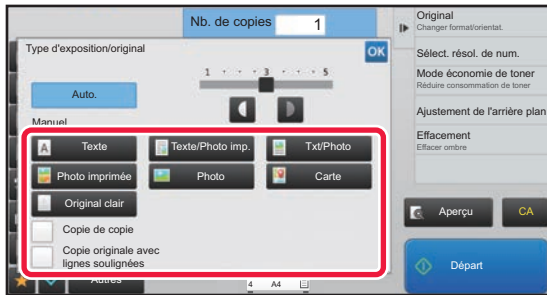 Nb. de copies 1
Original
Changer format/orientat.
Type d'exposition/original
OK
Sélect. résol. de num.
1 3 5
Mode économie de toner
Réduire consommation de toner
Auto.
Ajustement de l'arrière plan
Manuel
Effacement
Effacer ombre
A Texte
Texte/Photo imp.
Txt/Photo
Photo imprimée
Photo
Carte
Original clair
Aperçu
CA
Copie de copie
Copie originale avec
lignes soulignées
Départ
Autres
4 A4